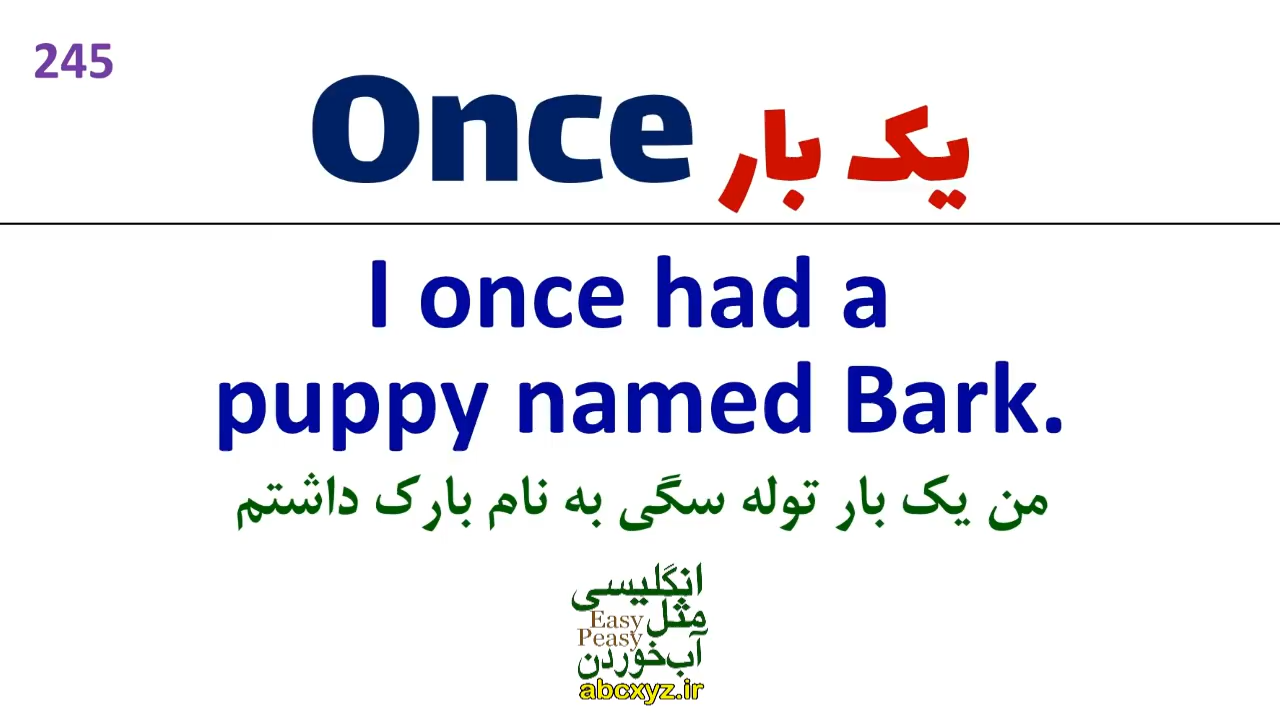 245
Once یک بار
I once had a
puppy named Bark.
من یک بار توله سگی به نام بارک داشتم
انگلیسی
مثل
Easy
Peasy
آب‌خوردن
abcxyz.ir